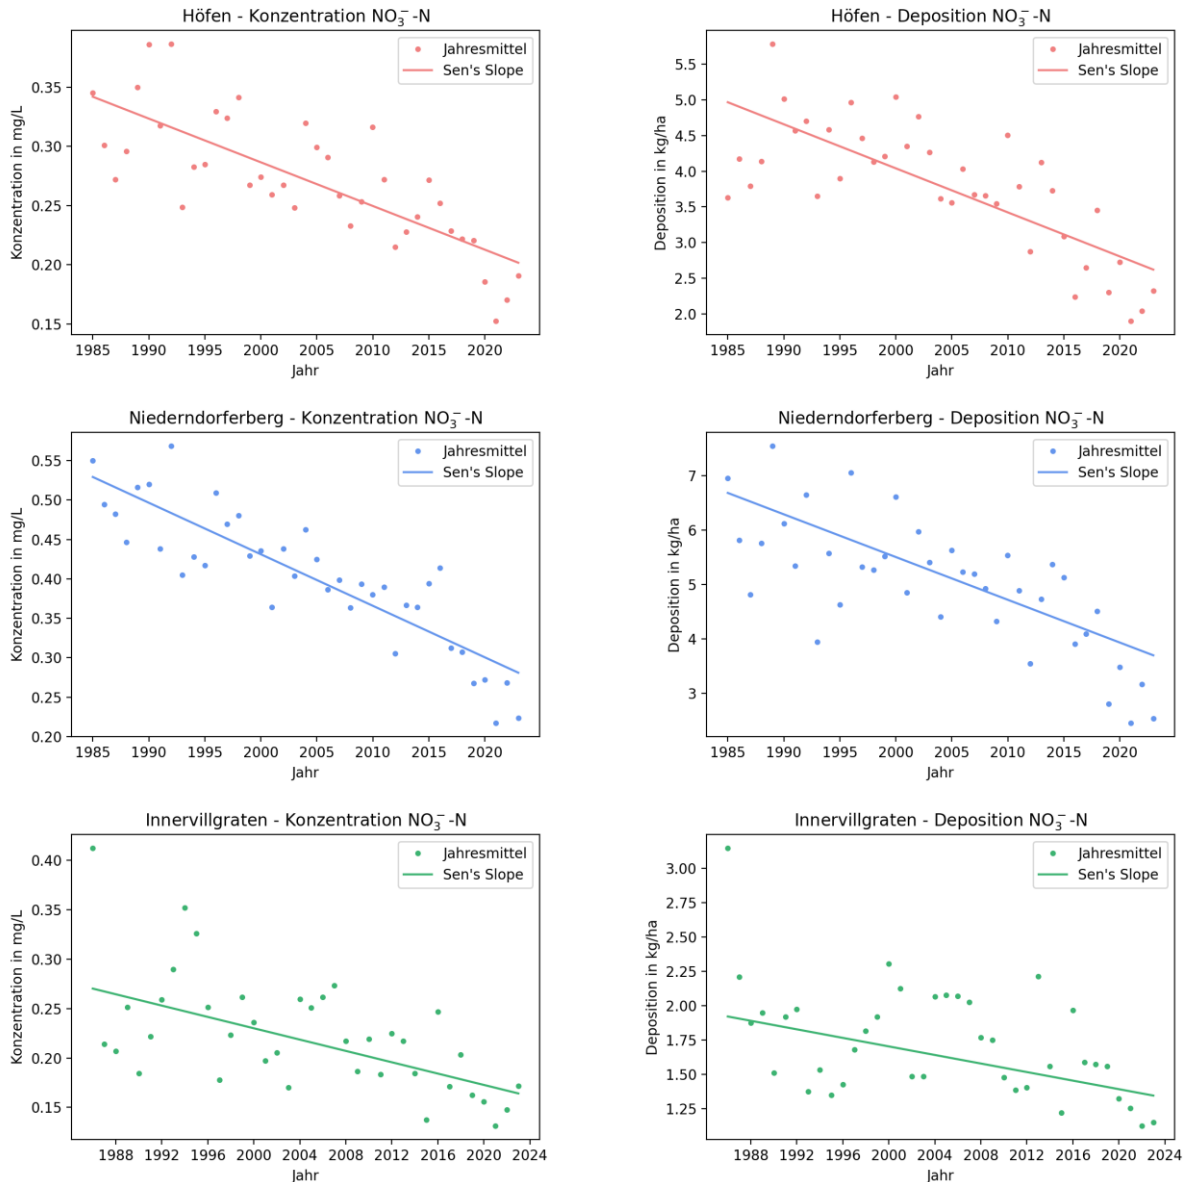 Höfen - Konzentration NO₃⁻-N
Jahresmittel
Sen's Slope
Konzentration in mg/L
0.35
0.30
0.25
0.20
0.15
1985 1990 1995 2000 2005 2010 2015 2020
Jahr
Höfen - Deposition NO₃⁻-N
Jahresmittel
Sen's Slope
Deposition in kg/ha
5.5
5.0
4.5
4.0
3.5
3.0
2.5
2.0
1985 1990 1995 2000 2005 2010 2015 2020
Jahr
Niederndorferberg - Konzentration NO₃⁻-N
Jahresmittel
Sen's Slope
Konzentration in mg/L
0.55
0.50
0.45
0.40
0.35
0.30
0.25
0.20
1985 1990 1995 2000 2005 2010 2015 2020
Jahr
Niederndorferberg - Deposition NO₃⁻-N
Jahresmittel
Sen's Slope
Deposition in kg/ha
7
6
5
4
3
1985 1990 1995 2000 2005 2010 2015 2020
Jahr
Innervillgraten - Konzentration NO₃⁻-N
Jahresmittel
Sen's Slope
Konzentration in mg/L
0.40
0.35
0.30
0.25
0.20
0.15
1988 1992 1996 2000 2004 2008 2012 2016 2020 2024
Jahr
Innervillgraten - Deposition NO₃⁻-N
Jahresmittel
Sen's Slope
Deposition in kg/ha
3.00
2.75
2.50
2.25
2.00
1.75
1.50
1.25
1988 1992 1996 2000 2004 2008 2012 2016 2020 2024
Jahr